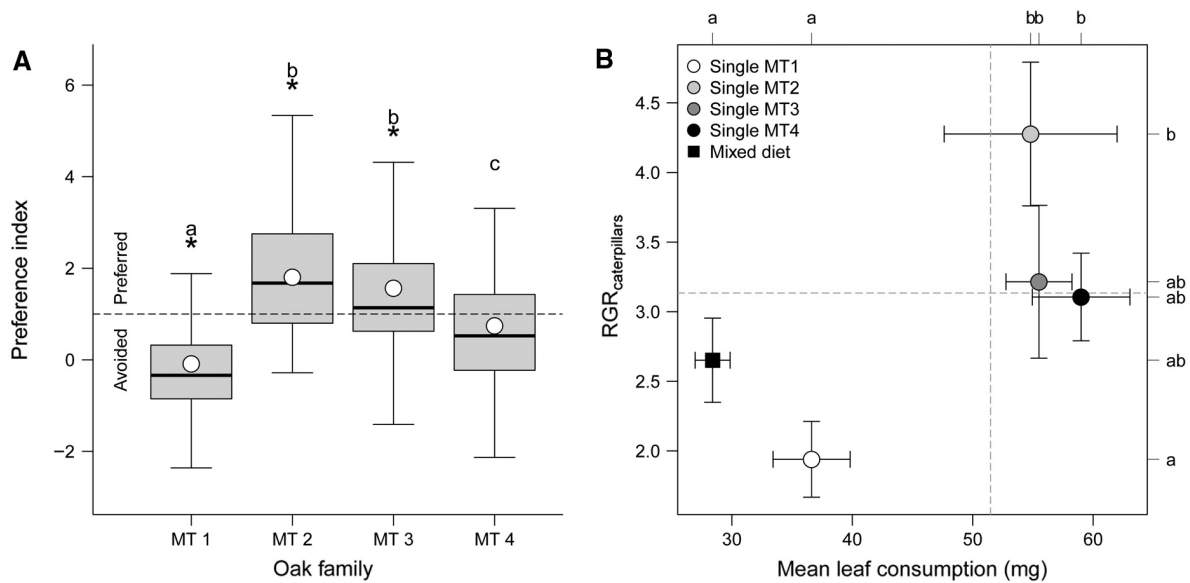 A
Preference index
Avoided Preferred
6
4
2
0
−2
a
*
b
*
b
*
c
MT 1 MT 2 MT 3 MT 4
Oak family
B
a a bb b
Single MT1
Single MT2
Single MT3
Single MT4
Mixed diet
RGRcaterpillars
4.5
4.0
3.5
3.0
2.5
2.0
b
ab
ab
ab
a
30 40 50 60
Mean leaf consumption (mg)